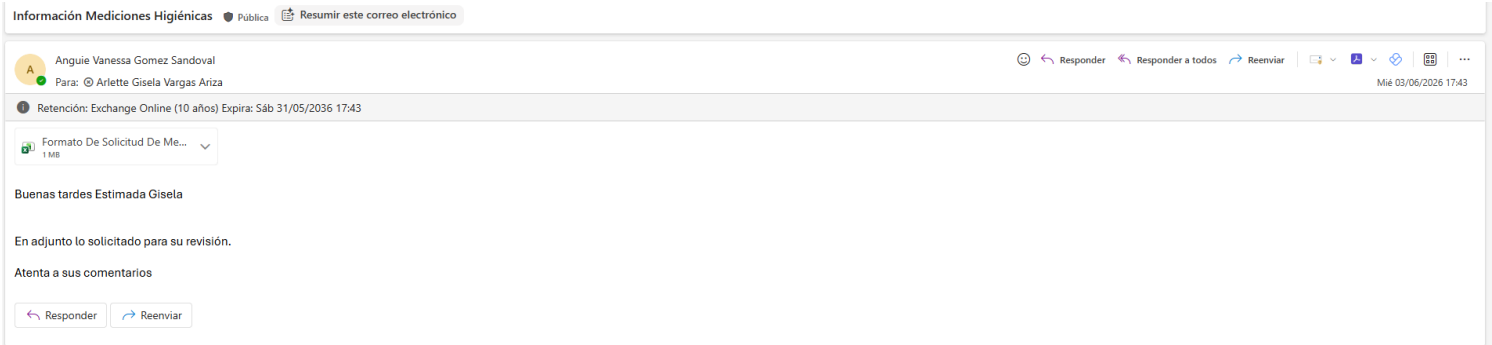 Información Mediciones Higiénicas Pública Resumir este correo electrónico
A
Anguie Vanessa Gomez Sandoval
Responder Responder a todos Reenviar
Para: Arlette Gisela Vargas Ariza
Mié 03/06/2026 17:43
Retención: Exchange Online (10 años) Expira: Sáb 31/05/2036 17:43
Formato De Solicitud De Me...
1 MB
Buenas tardes Estimada Gisela
En adjunto lo solicitado para su revisión.
Atenta a sus comentarios
Responder Reenviar